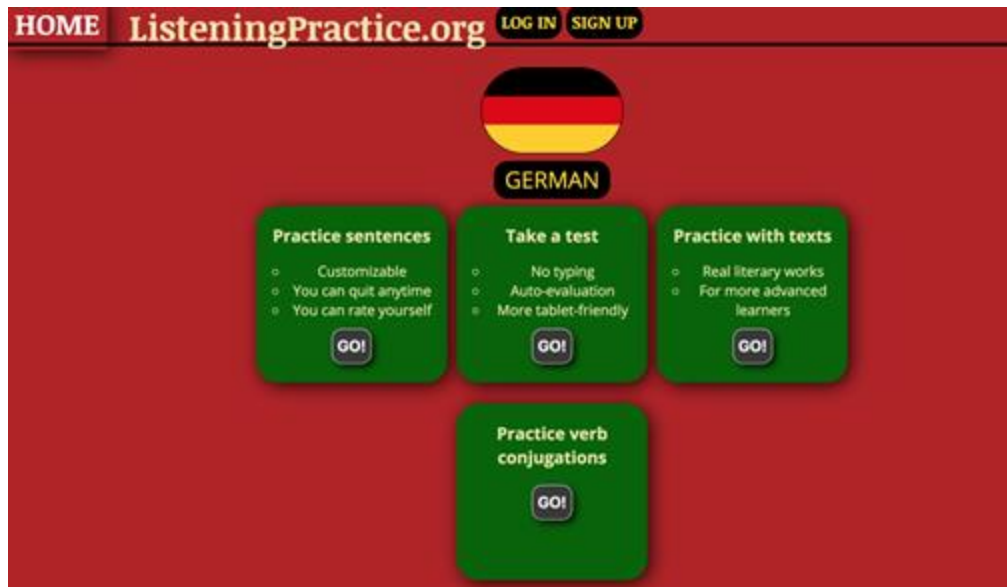 HOME
ListeningPractice.org
LOG IN
SIGN UP
GERMAN
Practice sentences
Customizable
You can quit anytime
You can rate yourself
GO!
Take a test
No typing
Auto-evaluation
More tablet-friendly
GO!
Practice with texts
Real literary works
For more advanced
learners
GO!
Practice verb
conjugations
GO!